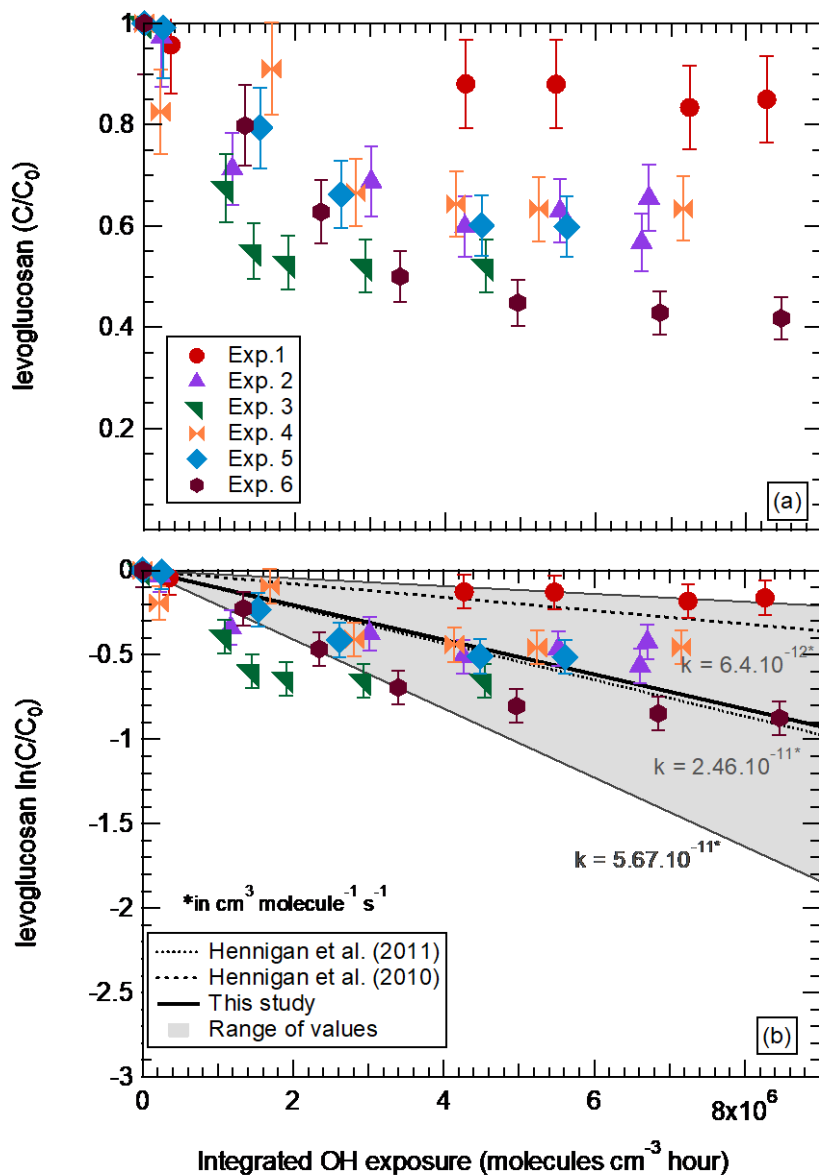 levoglucosan (C/C₀)
1
0.8
0.6
0.4
0.2
Exp.1
Exp. 2
Exp. 3
Exp. 4
Exp. 5
Exp. 6
(a)
levoglucosan ln(C/C₀)
0
-0.5
-1
-1.5
-2
-2.5
-3
k = 6.4.10⁻¹²*
k = 2.46.10⁻¹¹*
k = 5.67.10⁻¹¹*
*in cm³ molecule⁻¹ s⁻¹
Hennigan et al. (2011)
Hennigan et al. (2010)
This study
Range of values
(b)
0
2
4
6
8x10⁶
Integrated OH exposure (molecules cm⁻³ hour)